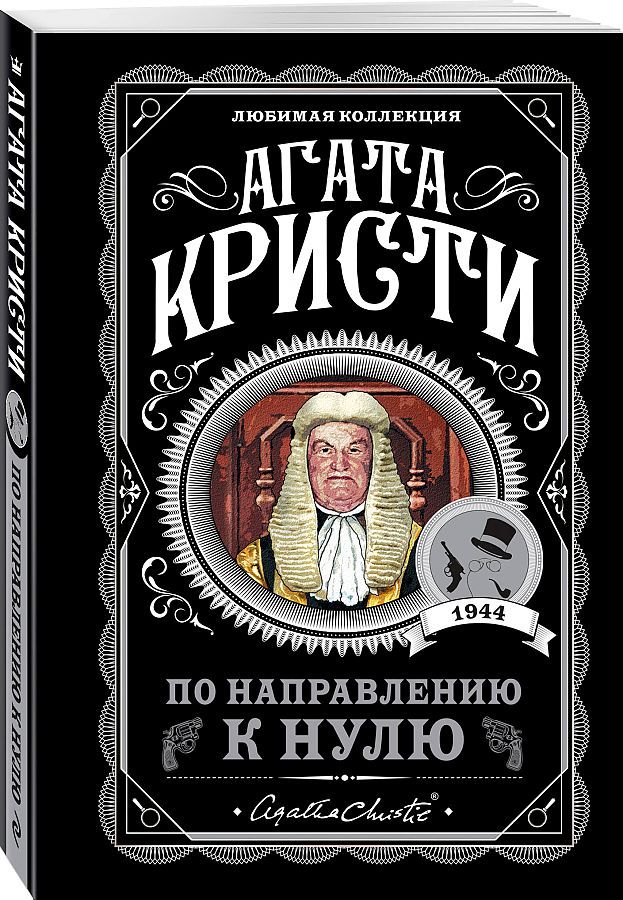 ЛЮБИМАЯ КОЛЛЕКЦИЯ
АГАТА
КРИСТИ
1944
ПО НАПРАВЛЕНИЮ
К НУЛЮ
Agatha Christie®
АГАТА КРИСТИ
ПО НАПРАВЛЕНИЮ К НУЛЮ